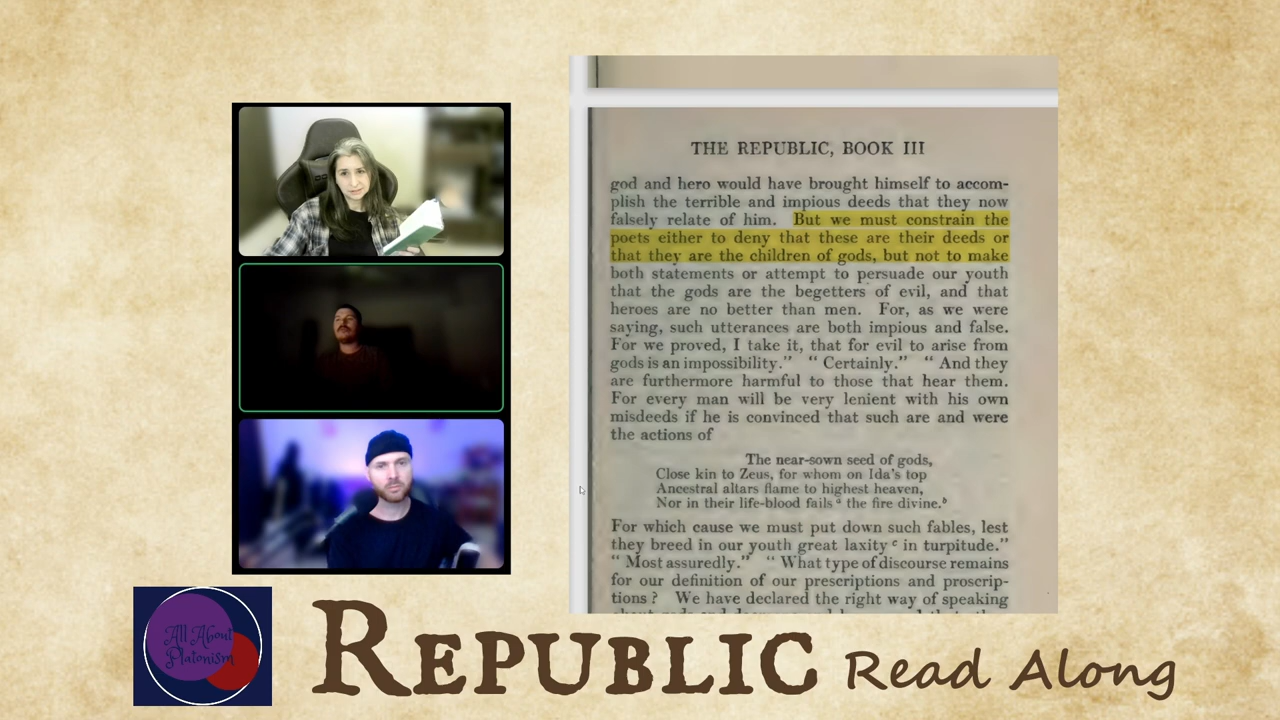 THE REPUBLIC, BOOK III
god and hero would have brought himself to accom-
plish the terrible and impious deeds that they now
falsely relate of him. But we must constrain the
poets either to deny that these are their deeds or
that they are the children of gods, but not to make
both statements or attempt to persuade our youth
that the gods are the begetters of evil, and that
heroes are no better than men. For, as we were
saying, such utterances are both impious and false.
For we proved, I take it, that for evil to arise from
gods is an impossibility.” “ Certainly.” “ And they
are furthermore harmful to those that hear them.
For every man will be very lenient with his own
misdeeds if he is convinced that such are and were
the actions of
The near-sown seed of gods,
Close kin to Zeus, for whom on Ida's top
Ancestral altars flame to highest heaven,
Nor in their life-blood fails a the fire divine.b
For which cause we must put down such fables, lest
they breed in our youth great laxity c in turpitude.”
“ Most assuredly.” “ What type of discourse remains
for our definition of our prescriptions and proscrip-
tions ? We have declared the right way of speaking
All About
Platonism
REPUBLIC Read Along